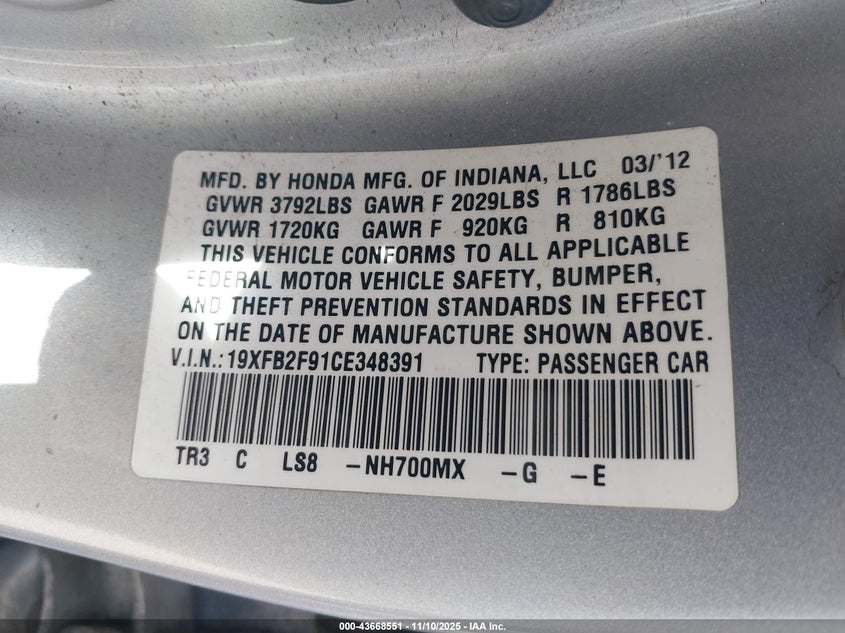 MFD. BY HONDA MFG. OF INDIANA, LLC 03/'12
GVWR 3792LBS GAWR F 2029LBS R 1786LBS
GVWR 1720KG GAWR F 920KG R 810KG
THIS VEHICLE CONFORMS TO ALL APPLICABLE
FEDERAL MOTOR VEHICLE SAFETY, BUMPER,
AND THEFT PREVENTION STANDARDS IN EFFECT
ON THE DATE OF MANUFACTURE SHOWN ABOVE.
V.I.N.:19XFB2F91CE348391 TYPE: PASSENGER CAR
TR3 C LS8 -NH700MX -G -E
000-43668551 - 11/10/2025 - IAA Inc.